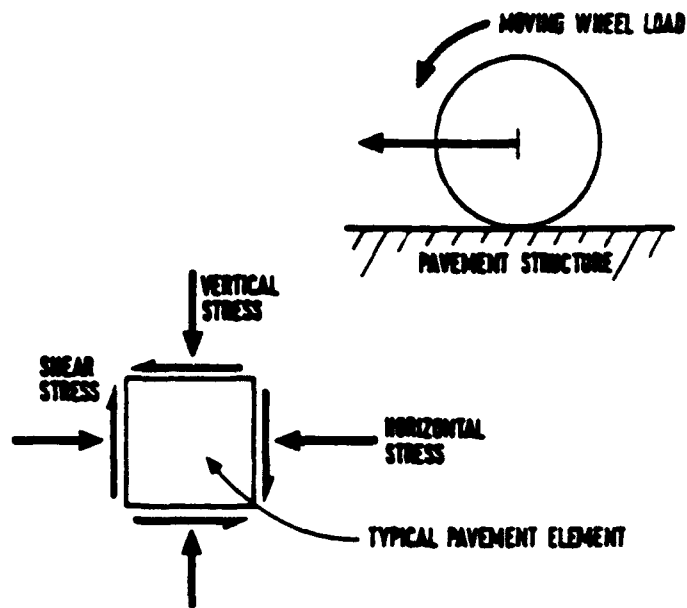 MOVING WHEEL LOAD
PAVEMENT STRUCTURE
VERTICAL
STRESS
SHEAR
STRESS
HORIZONTAL
STRESS
TYPICAL PAVEMENT ELEMENT